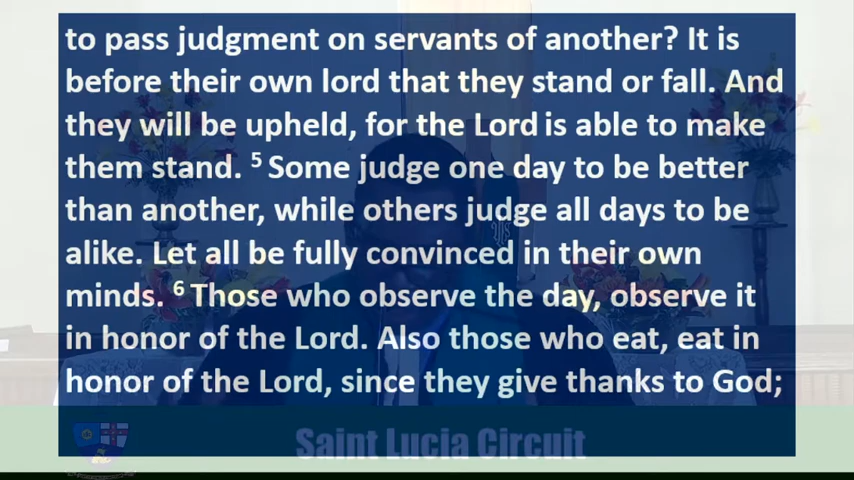 to pass judgment on servants of another? It is
before their own lord that they stand or fall. And
they will be upheld, for the Lord is able to make
them stand. 5 Some judge one day to be better
than another, while others judge all days to be
alike. Let all be fully convinced in their own
minds. 6 Those who observe the day, observe it
in honor of the Lord. Also those who eat, eat in
honor of the Lord, since they give thanks to God;
Saint Lucia Circuit